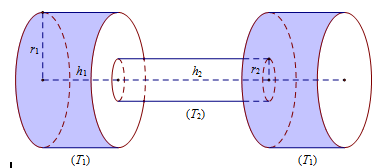 r₁ h₁ h₂ r₂
(T₂)
(T₁) (T₁)